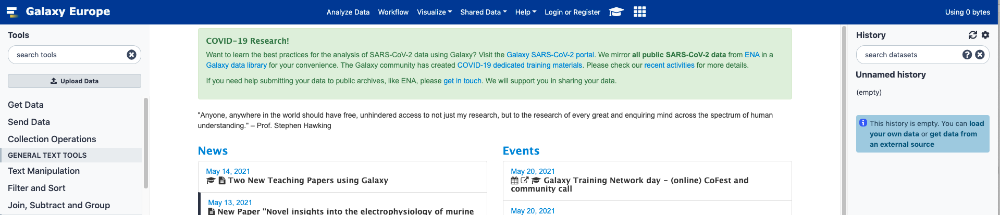 Galaxy Europe
Analyze Data Workflow Visualize Shared Data Help Login or Register
Using 0 bytes
Tools
search tools
Upload Data
Get Data
Send Data
Collection Operations
GENERAL TEXT TOOLS
Text Manipulation
Filter and Sort
Join, Subtract and Group
COVID-19 Research!
Want to learn the best practices for the analysis of SARS-CoV-2 data using Galaxy? Visit the Galaxy SARS-CoV-2 portal. We mirror all public SARS-CoV-2 data from ENA in a
Galaxy data library for your convenience. The Galaxy community has created COVID-19 dedicated training materials. Please check our recent activities for more details.
If you need help submitting your data to public archives, like ENA, please get in touch. We will support you in sharing your data.
"Anyone, anywhere in the world should have free, unhindered access to not just my research, but to the research of every great and enquiring mind across the spectrum of human
understanding." – Prof. Stephen Hawking
News
May 14, 2021
Two New Teaching Papers using Galaxy
May 13, 2021
New Paper "Novel insights into the electrophysiology of murine
Events
May 20, 2021
Galaxy Training Network day – (online) CoFest and
community call
May 20, 2021
History
search datasets
Unnamed history
(empty)
This history is empty. You can load
your own data or get data from
an external source